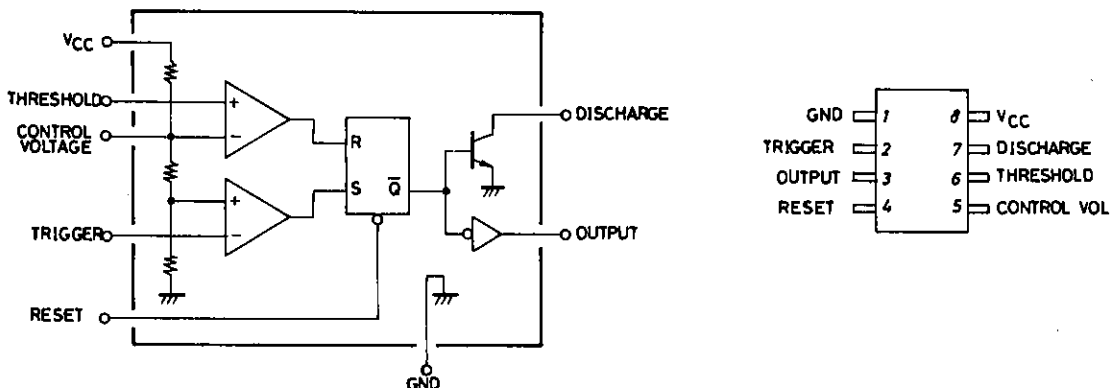 VCC
THRESHOLD
CONTROL
VOLTAGE
TRIGGER
RESET
+
−
+
−
R
S
Q̅
DISCHARGE
OUTPUT
GND
GND 1 8 VCC
TRIGGER 2 7 DISCHARGE
OUTPUT 3 6 THRESHOLD
RESET 4 5 CONTROL VOL